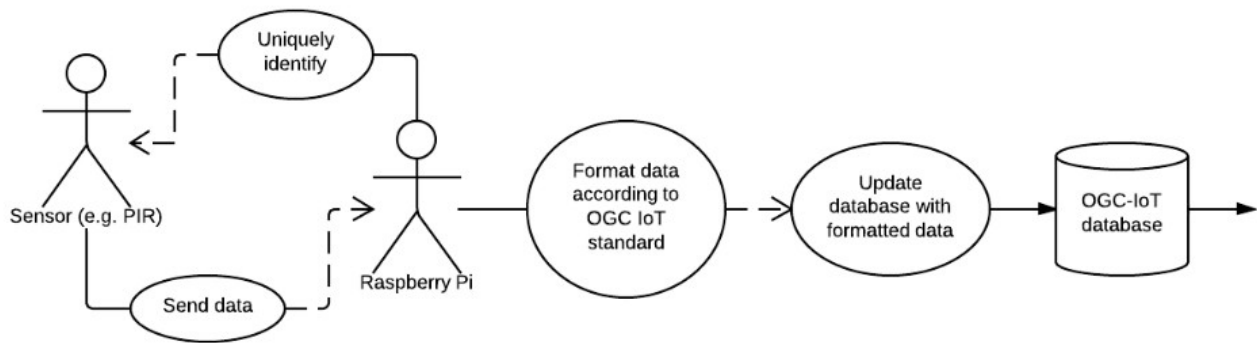 Uniquely
identify
Sensor (e.g. PIR)
Send data
Raspberry Pi
Format data
according to
OGC IoT
standard
Update
database with
formatted data
OGC-IoT
database